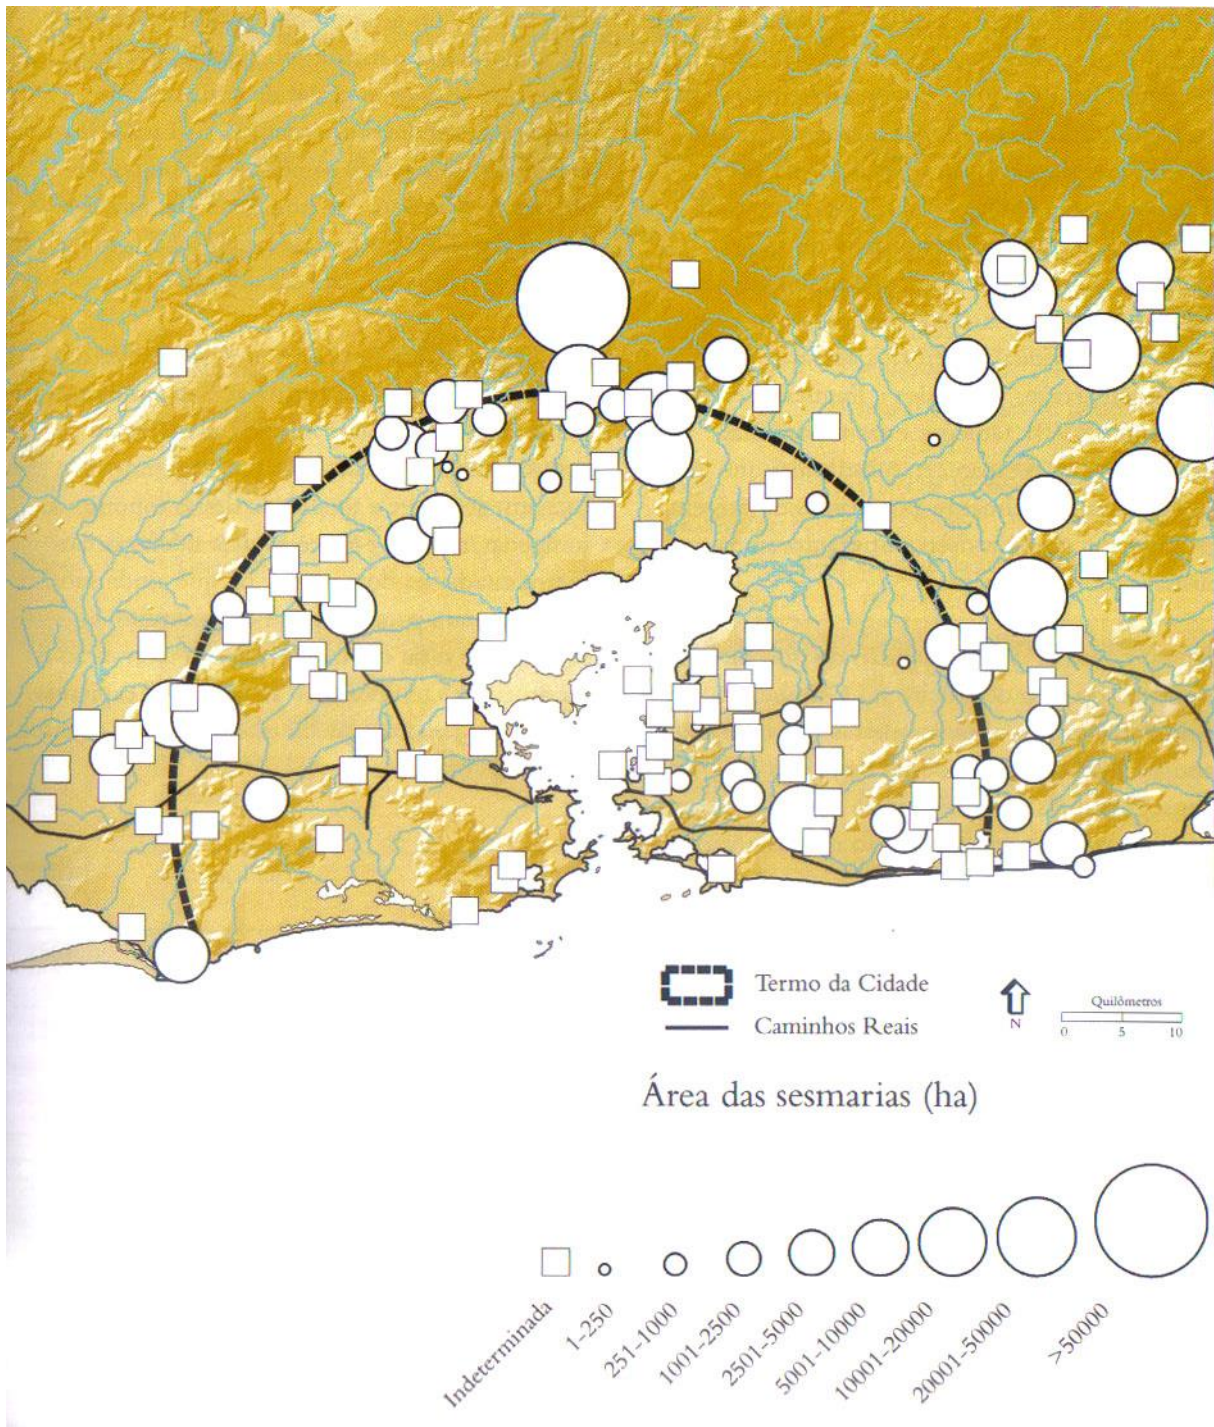 Termo da Cidade
Caminhos Reais
N
Quilômetros
0 5 10
Área das sesmarias (ha)
Indeterminada
1-250
251-1000
1001-2500
2501-5000
5001-10000
10001-20000
20001-50000
>50000